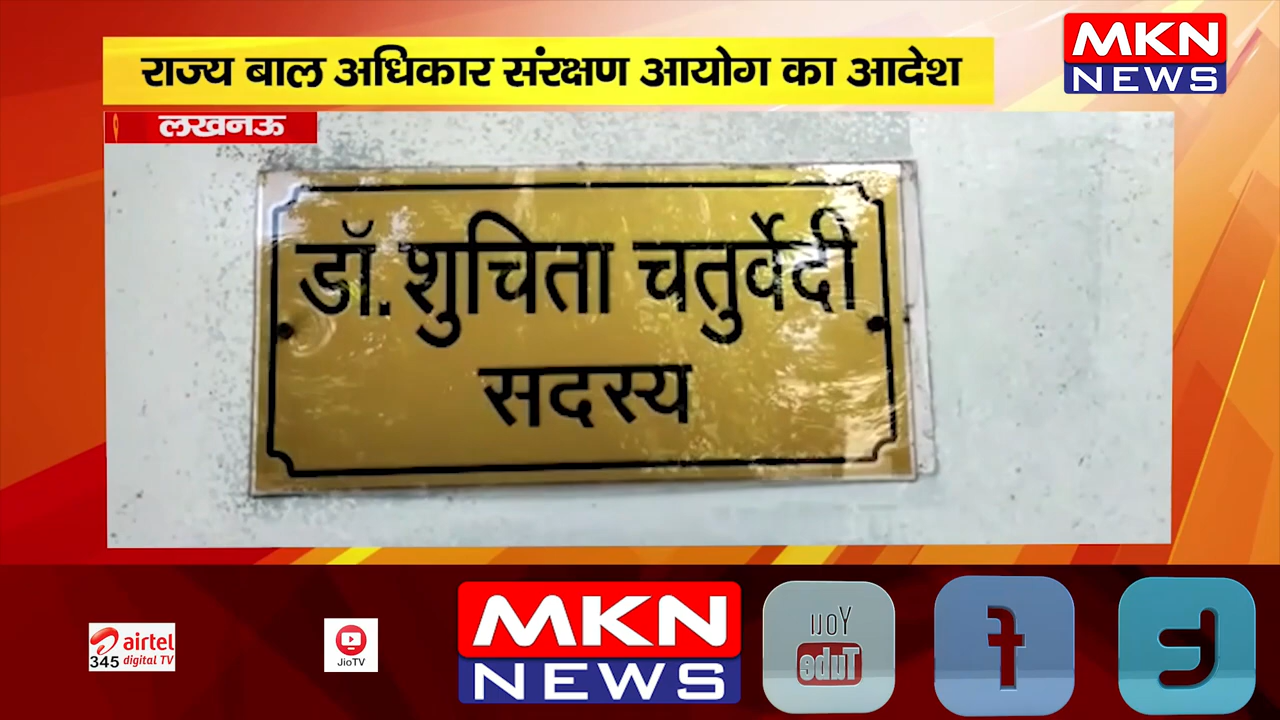 राज्य बाल अधिकार संरक्षण आयोग का आदेश
MKN
NEWS
लखनऊ
डॉ. शुचिता चतुर्वेदी
सदस्य
airtel
345 digital TV
JioTV
MKN
NEWS
You
Tube